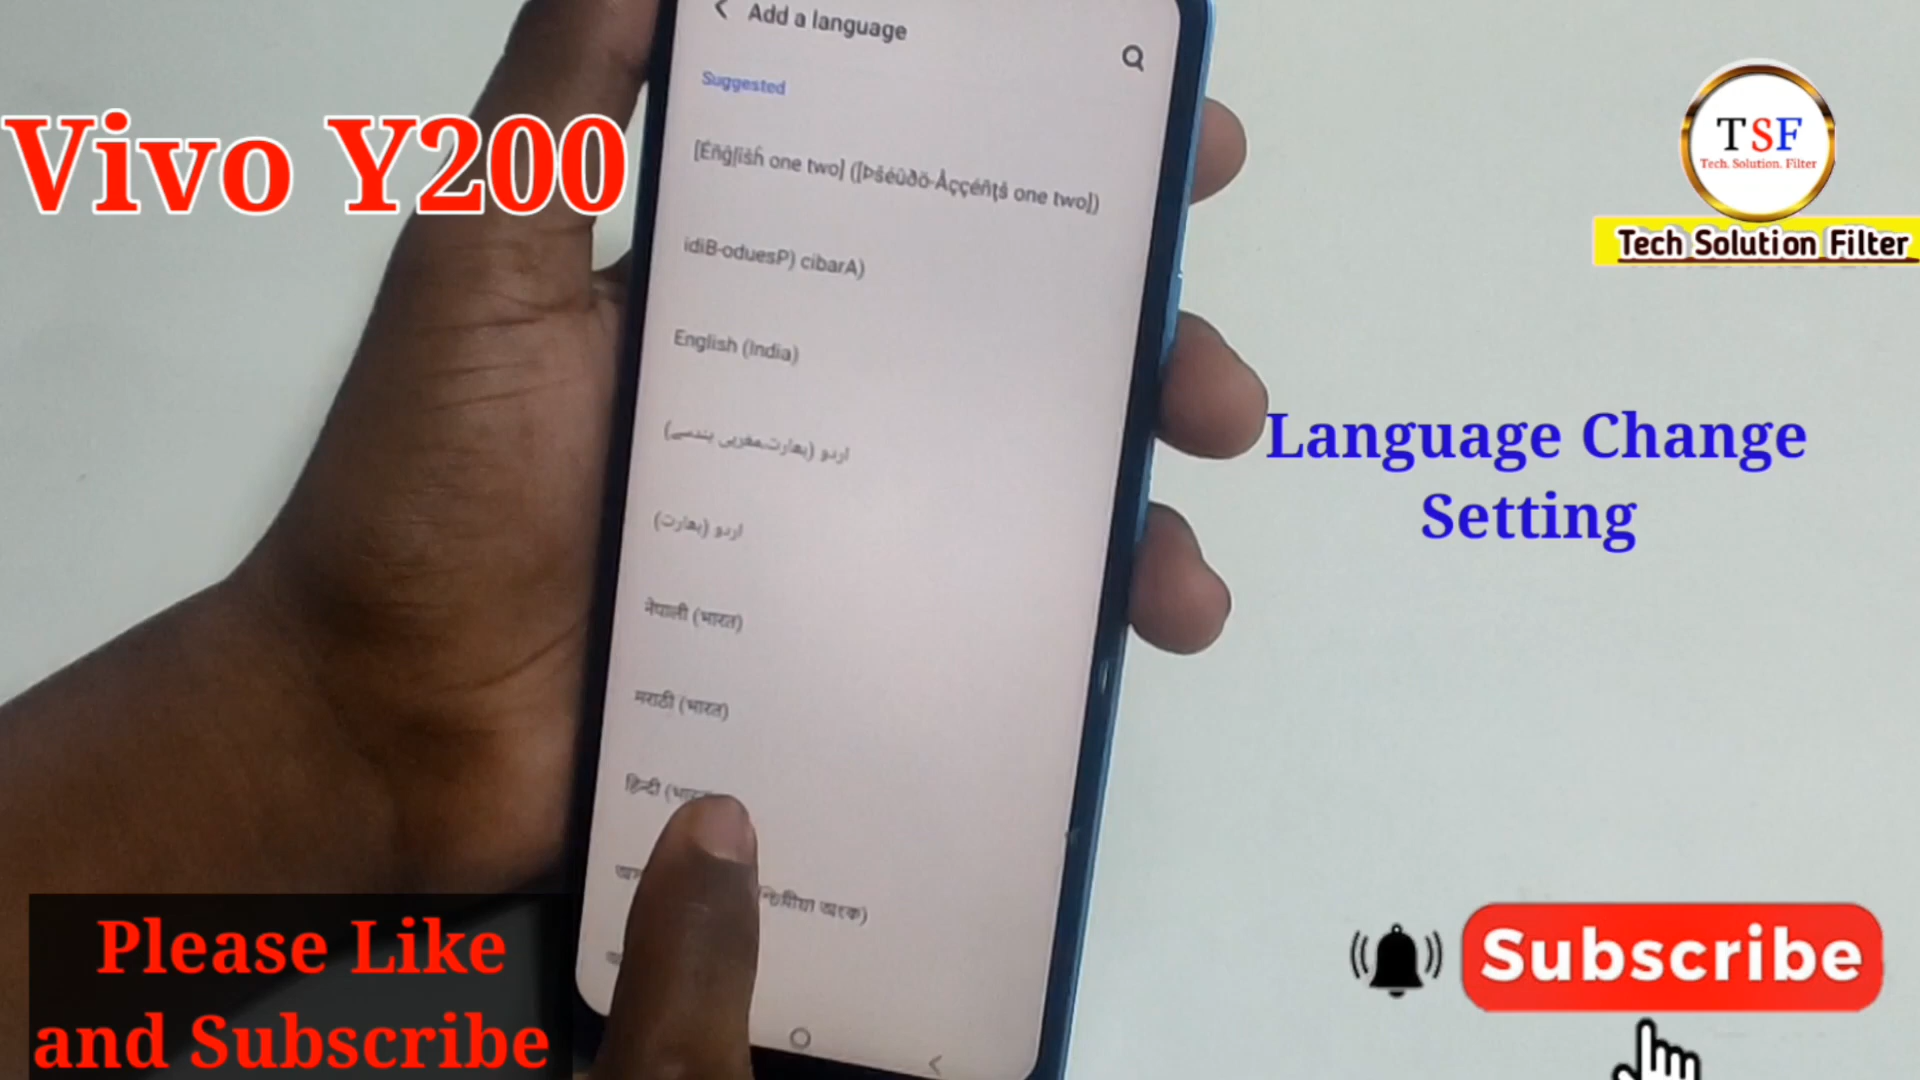 Add a language
Suggested
[Éñĝļîšĥ one two] ([Þšéûðö-Åççéñţš one two])
idiB-oduesP) cibarA)
English (India)
اردو (بھارت،مغربی ہندسے)
اردو (بھارت)
नेपाली (भारत)
मराठी (भारत)
हिन्दी
Vivo Y200
TSF
Tech. Solution. Filter
Tech Solution Filter
Language Change
Setting
Please Like
and Subscribe
Subscribe